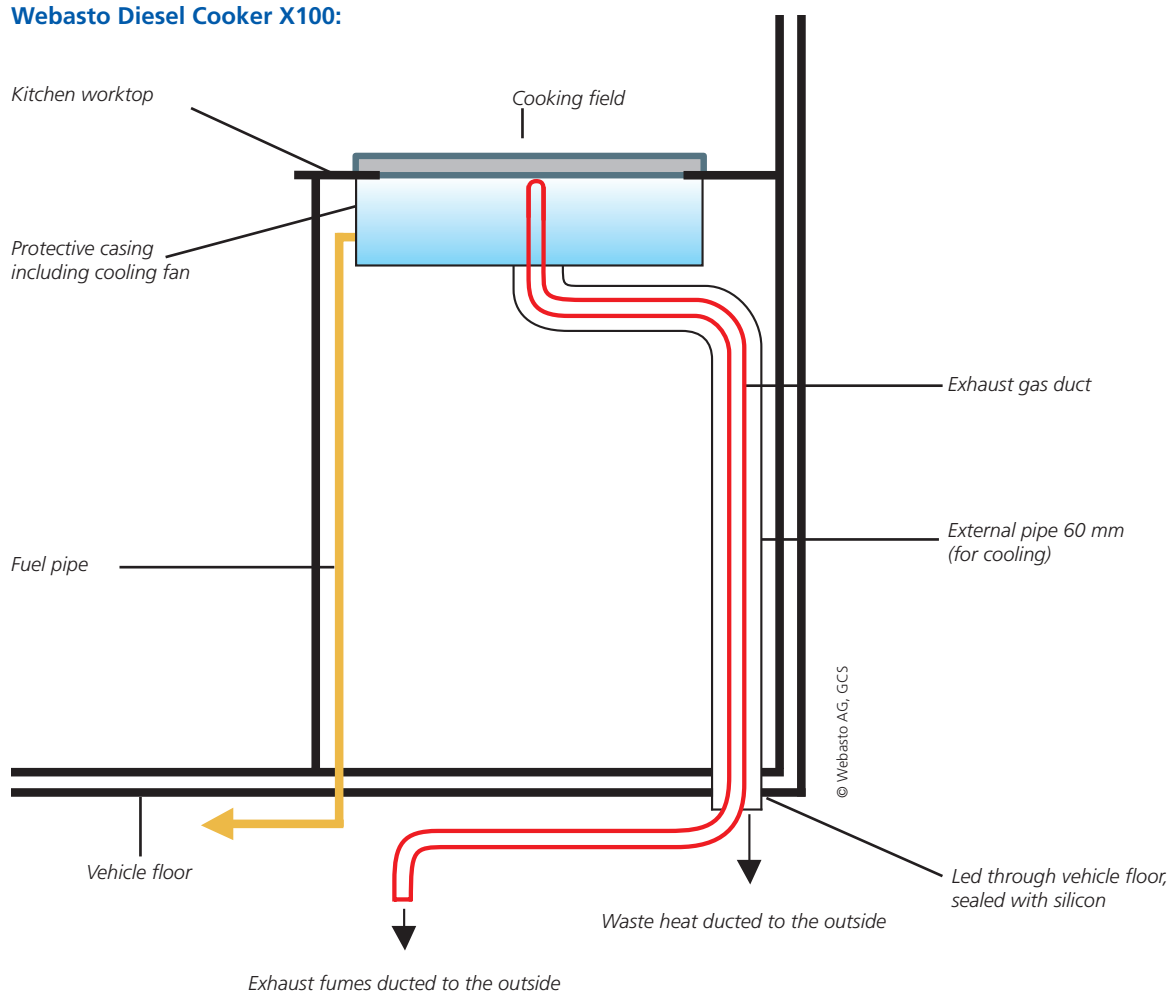 Webasto Diesel Cooker X100:
Kitchen worktop
Cooking field
Protective casing
including cooling fan
Exhaust gas duct
External pipe 60 mm
(for cooling)
Fuel pipe
© Webasto AG, GCS
Vehicle floor
Led through vehicle floor,
sealed with silicon
Waste heat ducted to the outside
Exhaust fumes ducted to the outside